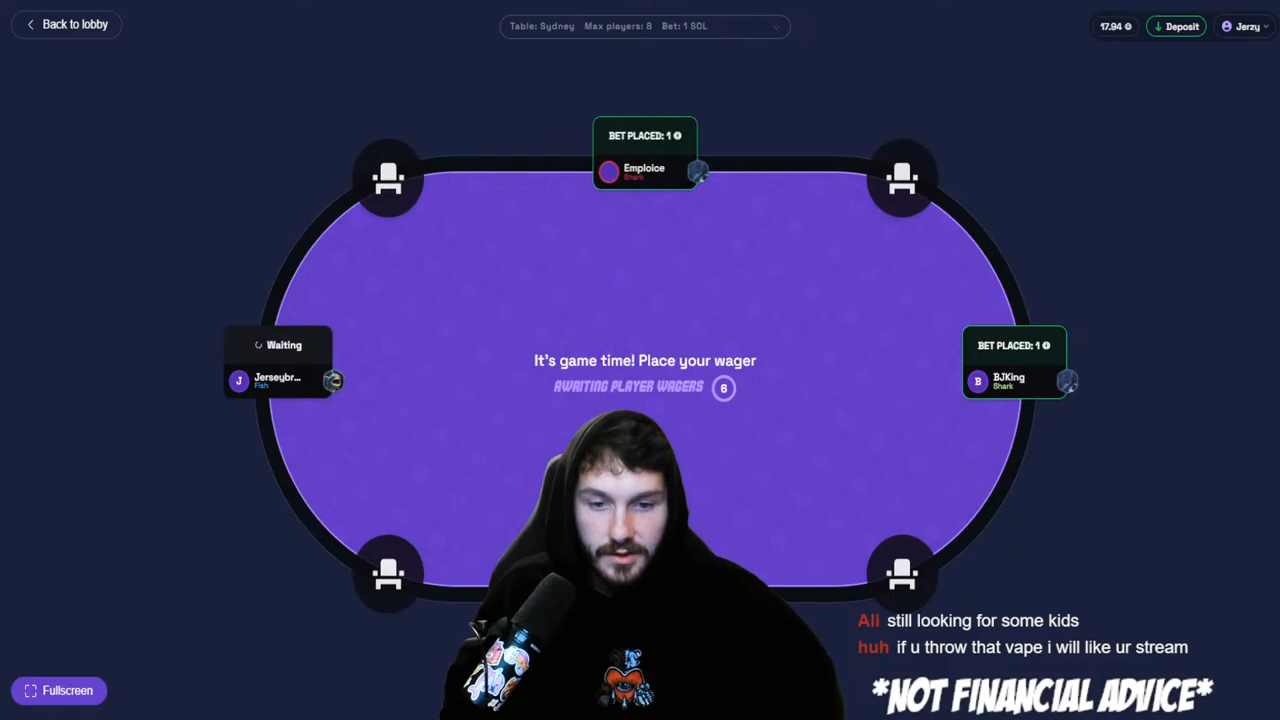 Back to lobby
Table: Sydney Max players: 8 Bet: 1 SOL
17.94
Deposit
Jerzy
BET PLACED: 1
Emploice
Shark
Waiting
J
Jerseybr...
Fish
BET PLACED: 1
B
BJKing
Shark
It's game time! Place your wager
AWAITING PLAYER WAGERS 6
Ali still looking for some kids
huh if u throw that vape i will like ur stream
*NOT FINANCIAL ADVICE*
Fullscreen